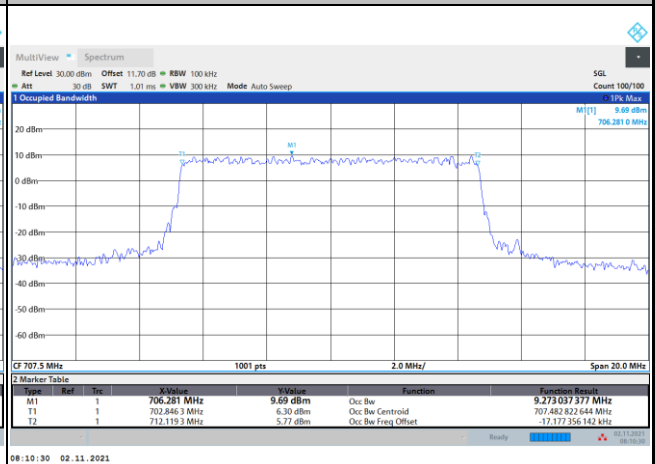 MultiView Spectrum
Ref Level 30.00 dBm Offset 11.70 dB RBW 100 kHz SGL
Att 30 dB SWT 1.01 ms VBW 300 kHz Mode Auto Sweep Count 100/100
1 Occupied Bandwidth 1Pk Max
M1[1] 9.69 dBm
706.281 0 MHz
20 dBm
M1
10 dBm
T1 T2
0 dBm
-10 dBm
-20 dBm
-30 dBm
-40 dBm
-50 dBm
-60 dBm
CF 707.5 MHz 1001 pts 2.0 MHz/ Span 20.0 MHz
2 Marker Table
Type Ref Trc X-Value Y-Value Function Function Result
M1 1 706.281 MHz 9.69 dBm Occ Bw 9.273 037 377 MHz
T1 1 702.846 3 MHz 6.30 dBm Occ Bw Centroid 707.482 822 644 MHz
T2 1 712.119 3 MHz 5.77 dBm Occ Bw Freq Offset -17.177 356 142 kHz
Ready 02.11.2021
08:10:30
08:10:30 02.11.2021